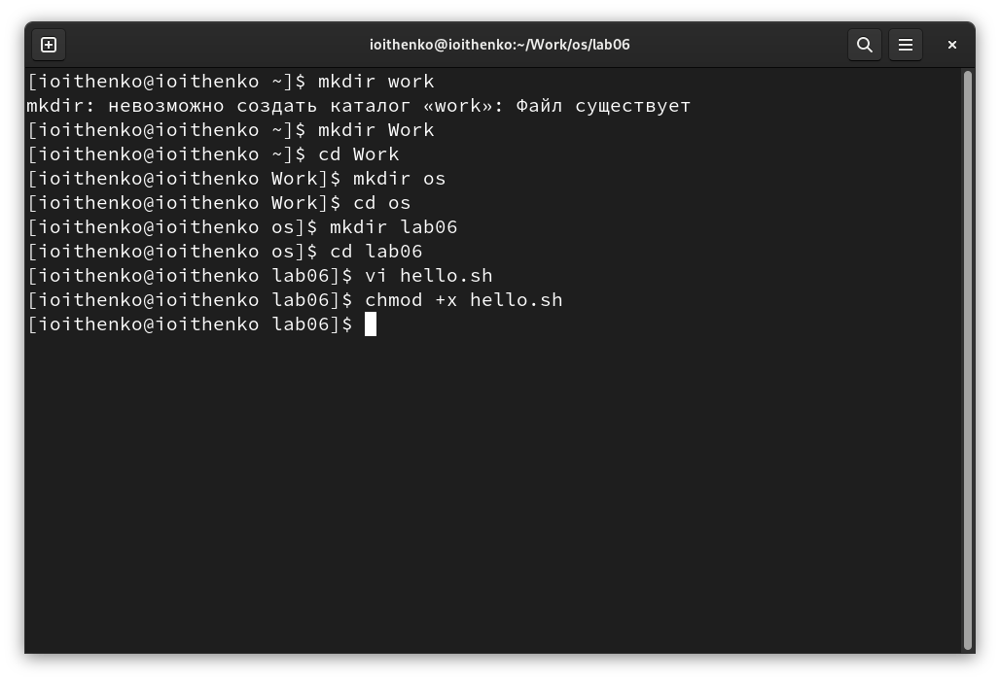 ioithenko@ioithenko:~/Work/os/lab06
[ioithenko@ioithenko ~]$ mkdir work
mkdir: невозможно создать каталог «work»: Файл существует
[ioithenko@ioithenko ~]$ mkdir Work
[ioithenko@ioithenko ~]$ cd Work
[ioithenko@ioithenko Work]$ mkdir os
[ioithenko@ioithenko Work]$ cd os
[ioithenko@ioithenko os]$ mkdir lab06
[ioithenko@ioithenko os]$ cd lab06
[ioithenko@ioithenko lab06]$ vi hello.sh
[ioithenko@ioithenko lab06]$ chmod +x hello.sh
[ioithenko@ioithenko lab06]$